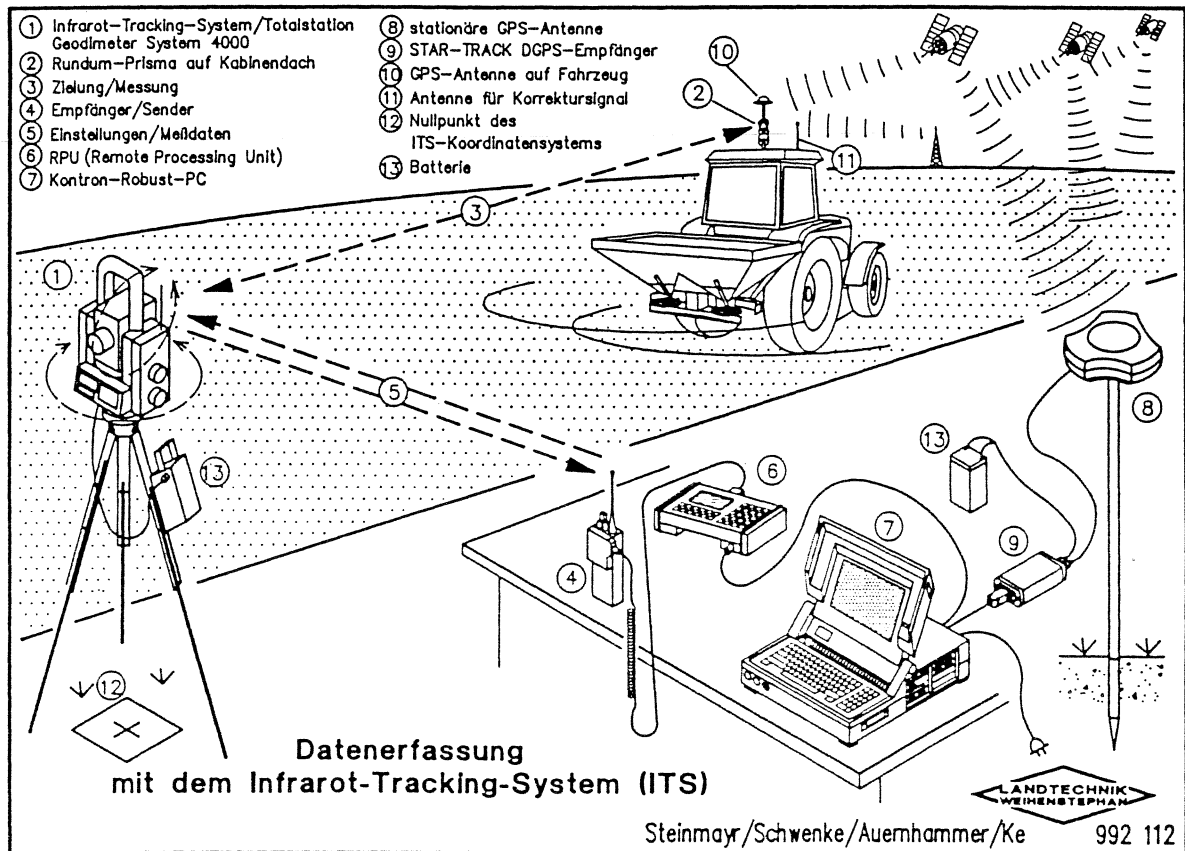 ① Infrarot-Tracking-System/Totalstation
Geodimeter System 4000
② Rundum-Prisma auf Kabinendach
③ Zielung/Messung
④ Empfänger/Sender
⑤ Einstellungen/Meßdaten
⑥ RPU (Remote Processing Unit)
⑦ Kontron-Robust-PC
⑧ stationäre GPS-Antenne
⑨ STAR-TRACK DGPS-Empfänger
⑩ GPS-Antenne auf Fahrzeug
⑪ Antenne für Korrektursignal
⑫ Nullpunkt des
ITS-Koordinatensystems
⑬ Batterie
⑩
②
⑪
③
①
⑤
⑧
⑬
⑬
⑥
⑦
⑨
④
⑫
Datenerfassung
mit dem Infrarot-Tracking-System (ITS)
LANDTECHNIK
WEIHENSTEPHAN
Steinmayr/Schwenke/Auernhammer/Ke 992 112